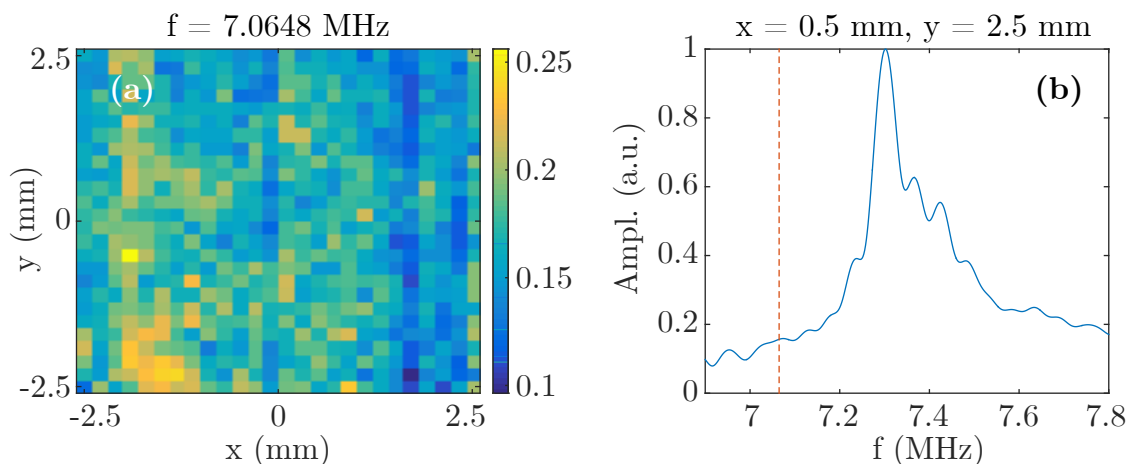 f = 7.0648 MHz
(a)
2.5
0
-2.5
y (mm)
-2.5
0
2.5
x (mm)
0.25
0.2
0.15
0.1
x = 0.5 mm, y = 2.5 mm
(b)
1
0.8
0.6
0.4
0.2
0
Ampl. (a.u.)
7
7.2
7.4
7.6
7.8
f (MHz)